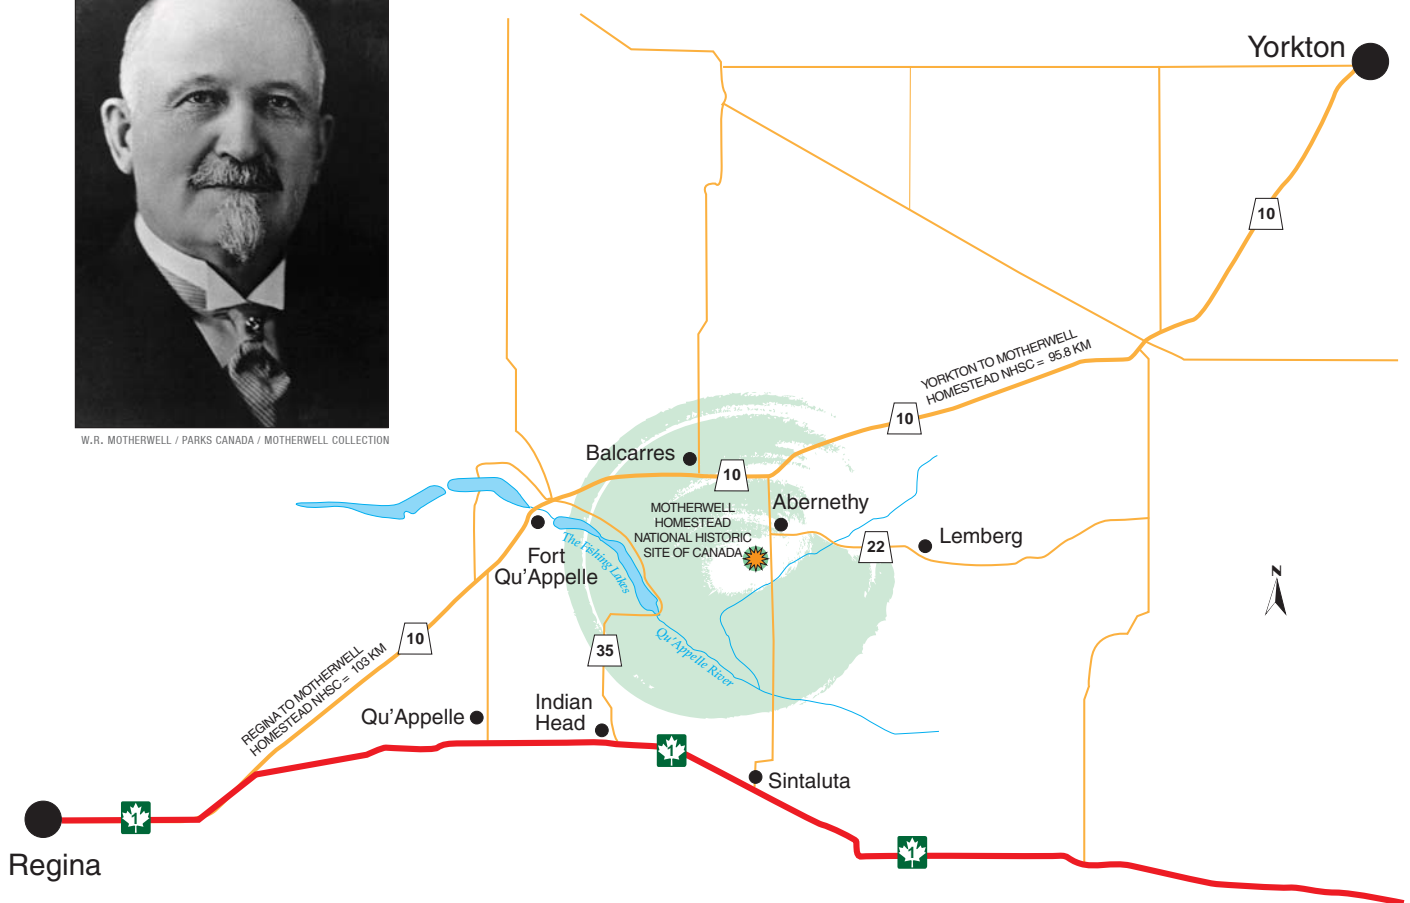 Yorkton
10
YORKTON TO MOTHERWELL
HOMESTEAD NHSC = 95.8 KM
W.R. MOTHERWELL / PARKS CANADA / MOTHERWELL COLLECTION
10
Balcarres
10
MOTHERWELL
HOMESTEAD
NATIONAL HISTORIC
SITE OF CANADA
Abernethy
22
Lemberg
The Fishing Lakes
Fort
Qu'Appelle
N
10
35
Qu'Appelle River
REGINA TO MOTHERWELL
HOMESTEAD NHSC = 103 KM
Qu'Appelle
Indian
Head
1
Sintaluta
1
1
Regina